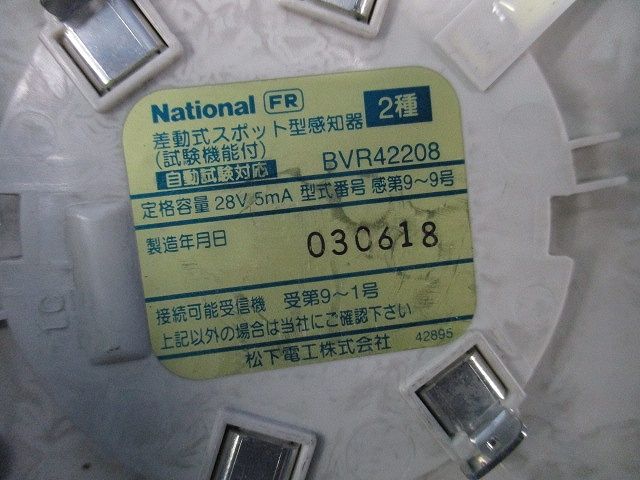 National FR
差動式スポット型感知器 2種
(試験機能付)
自動試験対応 BVR42208
定格容量 28V 5mA 型式番号 感第9～9号
製造年月日 030618
接続可能受信機 受第9～1号
上記以外の場合は当社にご確認下さい
松下電工株式会社 42895